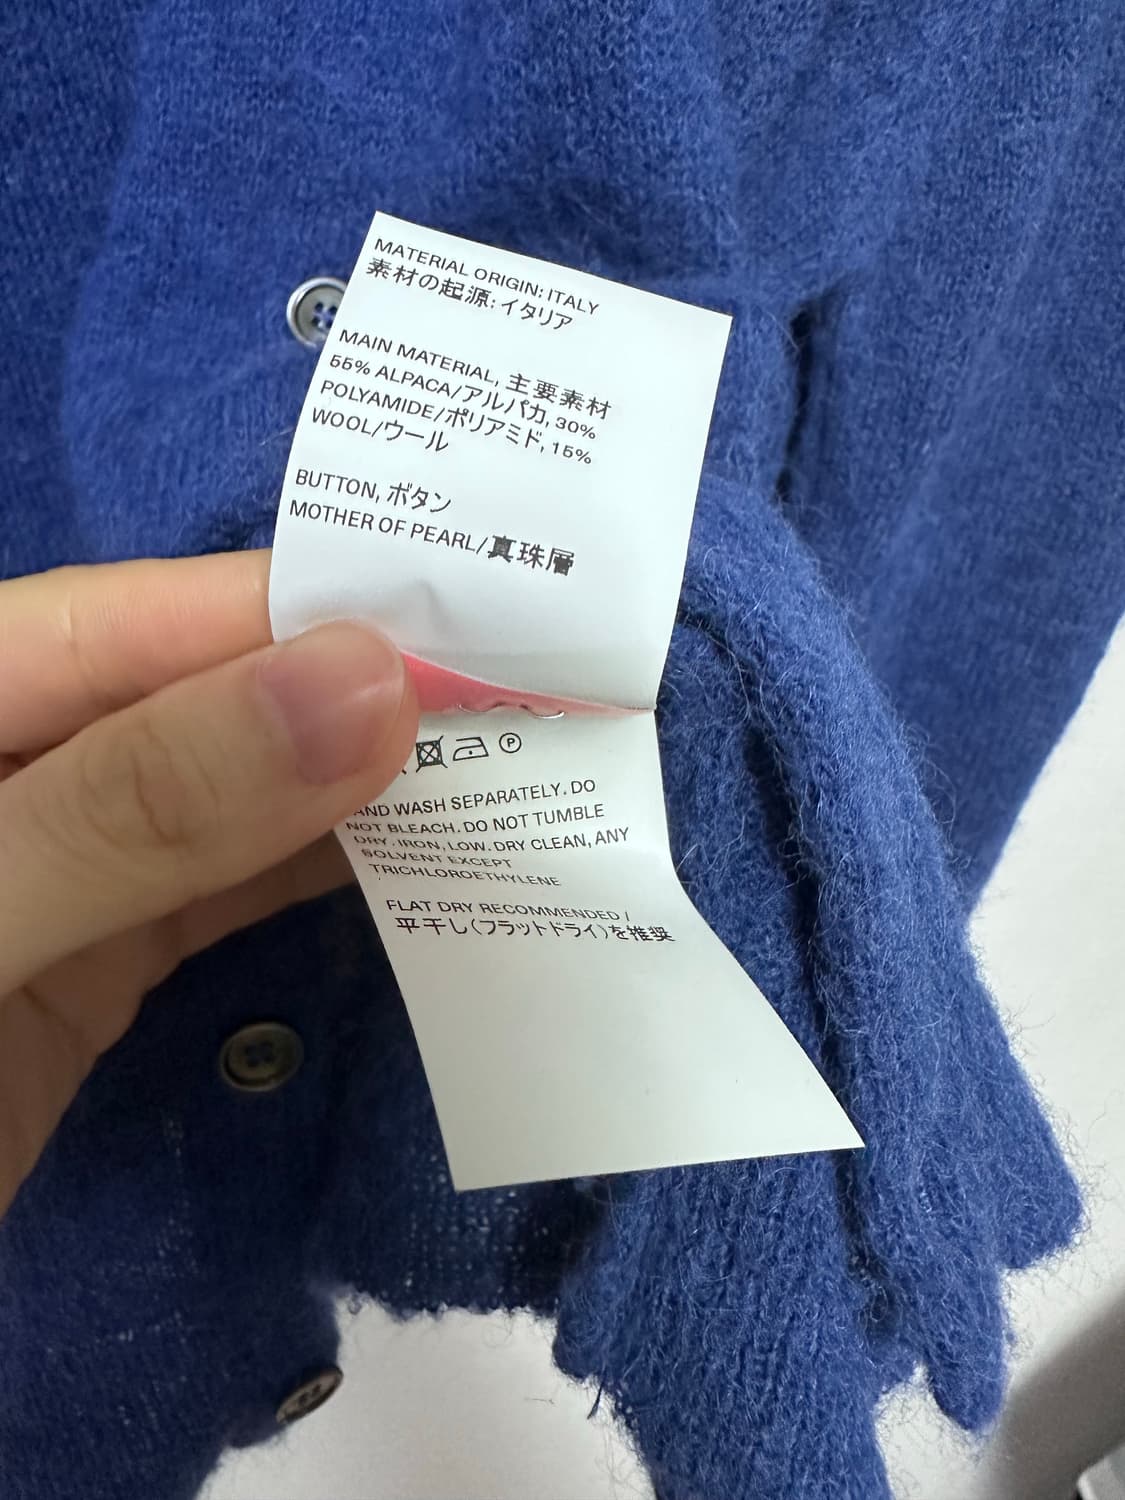 MATERIAL ORIGIN: ITALY
素材の起源: イタリア
MAIN MATERIAL, 主要素材
55% ALPACA/アルパカ, 30%
POLYAMIDE/ポリアミド, 15%
WOOL/ウール
BUTTON, ボタン
MOTHER OF PEARL/真珠層
P
AND WASH SEPARATELY. DO
NOT BLEACH. DO NOT TUMBLE
DRY. IRON, LOW. DRY CLEAN, ANY
SOLVENT EXCEPT
TRICHLOROETHYLENE
FLAT DRY RECOMMENDED /
平干し(フラットドライ)を推奨